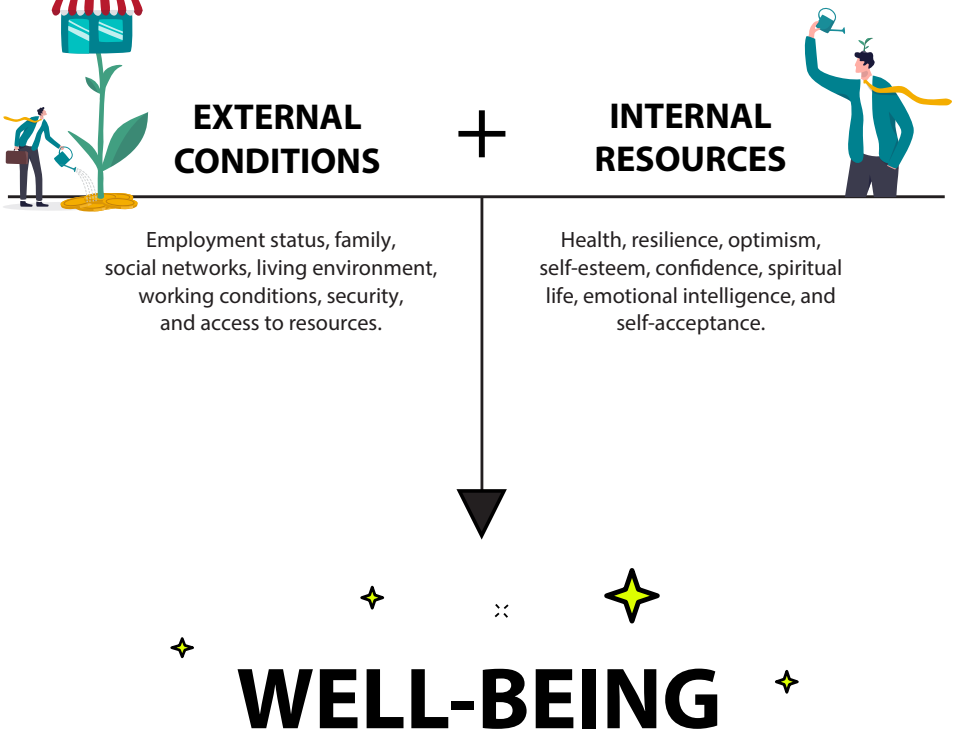 EXTERNAL
CONDITIONS
+
INTERNAL
RESOURCES
Employment status, family,
social networks, living environment,
working conditions, security,
and access to resources.
Health, resilience, optimism,
self-esteem, confidence, spiritual
life, emotional intelligence, and
self-acceptance.
WELL-BEING